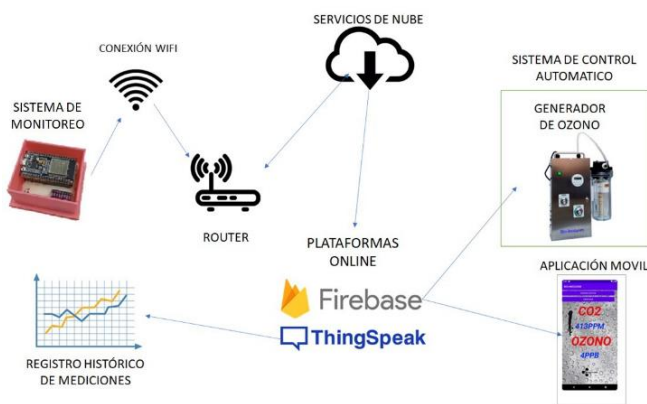 SERVICIOS DE NUBE
CONEXIÓN WIFI
SISTEMA DE CONTROL
AUTOMATICO
SISTEMA DE
MONITOREO
GENERADOR
DE OZONO
ROUTER
PLATAFORMAS
ONLINE
APLICACIÓN MOVIL
Firebase
ThingSpeak
CO2
413PPM
OZONO
4PPB
REGISTRO HISTÓRICO
DE MEDICIONES